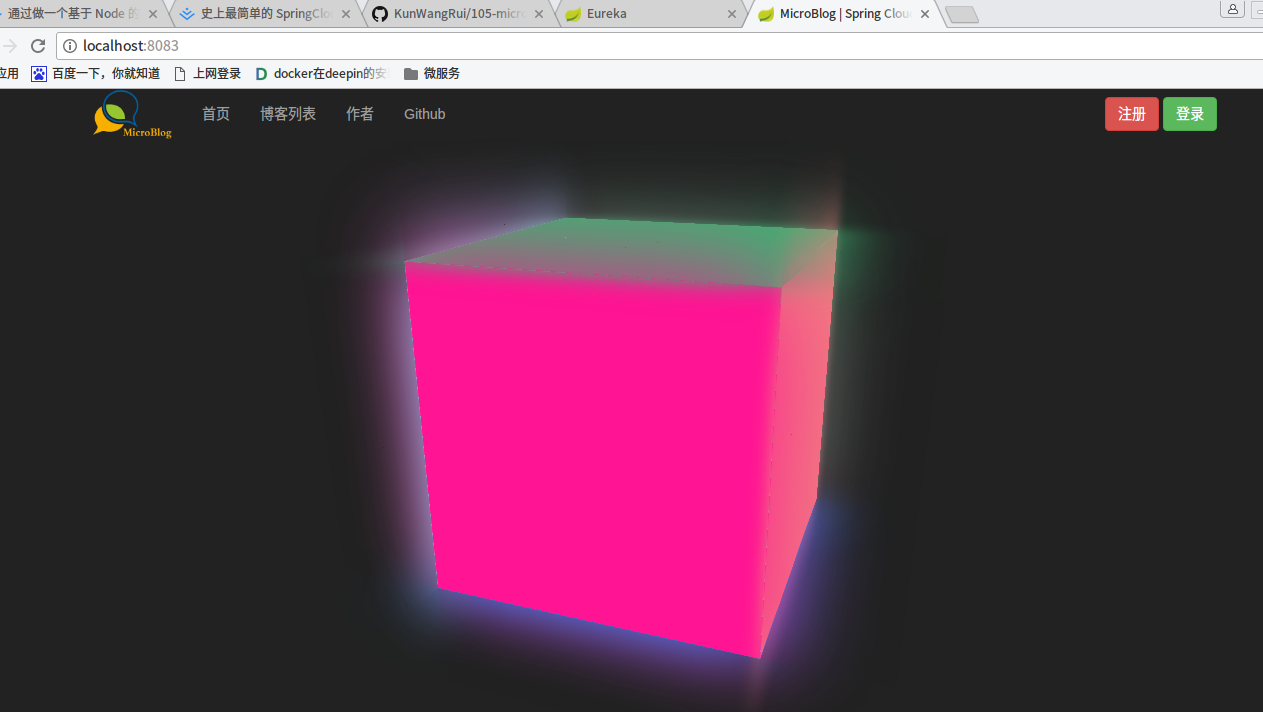 通过做一个基于 Node 的
史上最简单的 SpringClou
KunWangRui/105-micro
Eureka
MicroBlog | Spring Cloud
localhost:8083
应用 百度一下，你就知道 上网登录 docker在deepin的安 微服务
MicroBlog 首页 博客列表 作者 Github 注册 登录